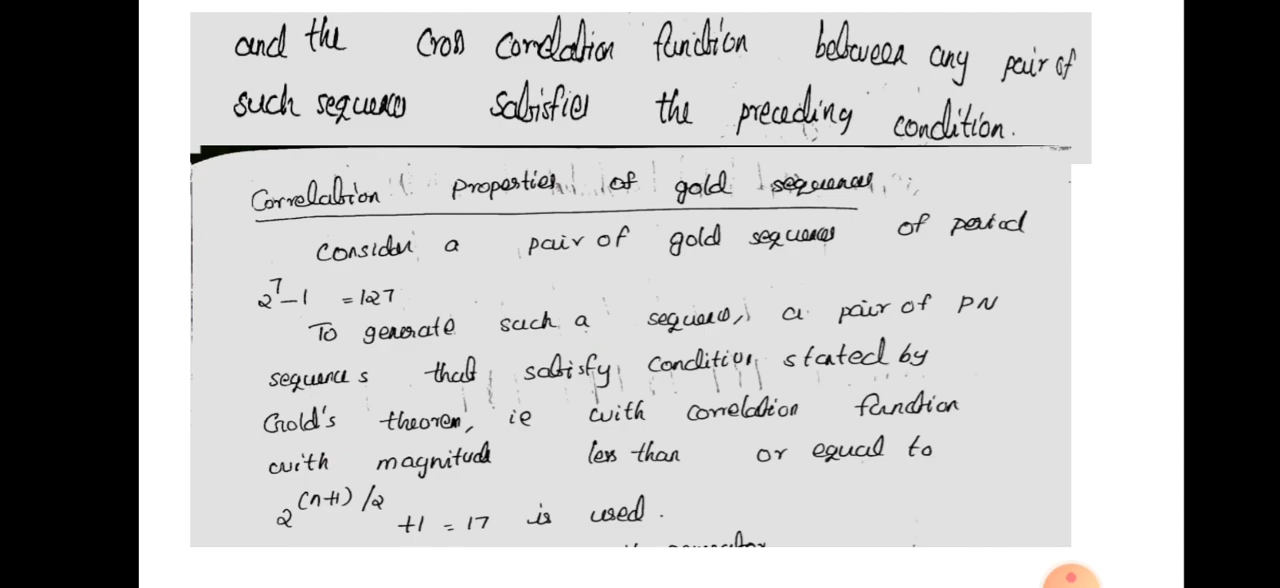 and the cross correlation function between any pair of
such sequences satisfies the preceding condition.
Correlation properties of gold sequences
Consider a pair of gold sequences of period
2^7-1 = 127
To generate such a sequence, a pair of PN
sequences that satisfy condition stated by
Gold's theorem, ie with correlation function
with magnitude less than or equal to
2^(n+1)/2 +1 = 17 is used.